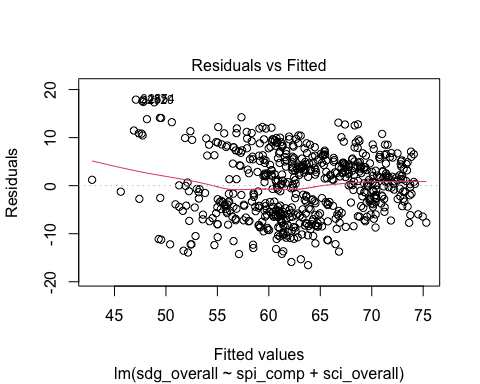 Residuals vs Fitted
20
10
0
-10
-20
Residuals
45 50 55 60 65 70 75
Fitted values
lm(sdg_overall ~ spi_comp + sci_overall)